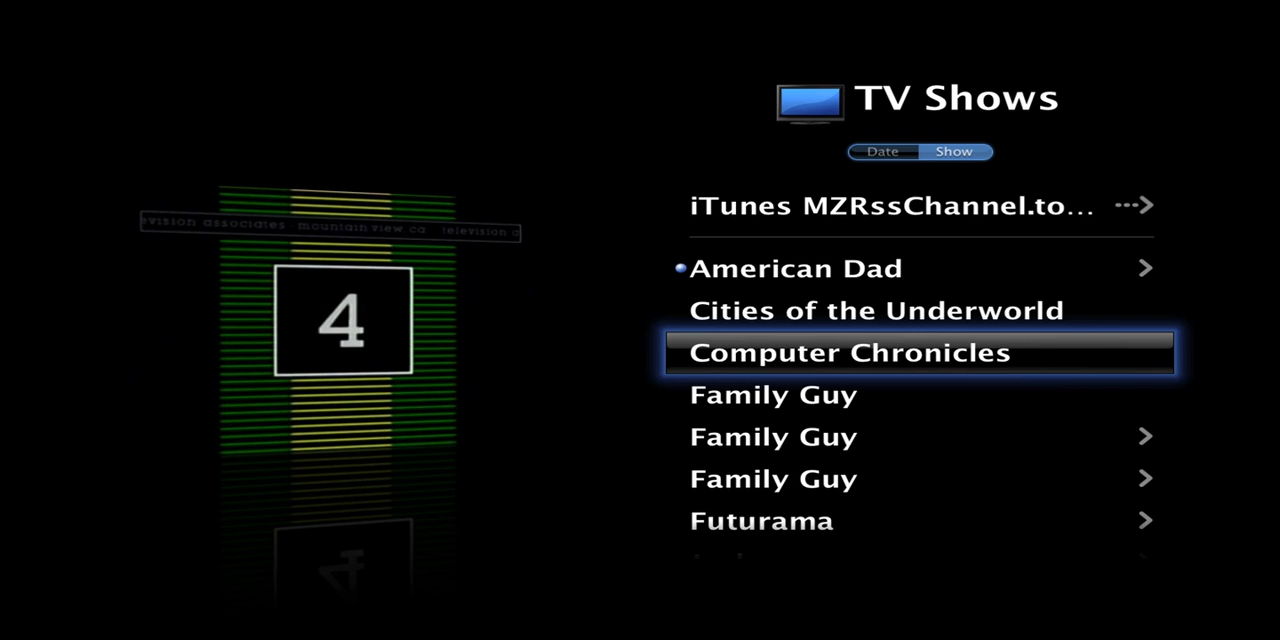 TV Shows
Date Show
iTunes MZRssChannel.to...
American Dad
Cities of the Underworld
Computer Chronicles
Family Guy
Family Guy
Family Guy
Futurama
evision associates · mountain view ca television a
4